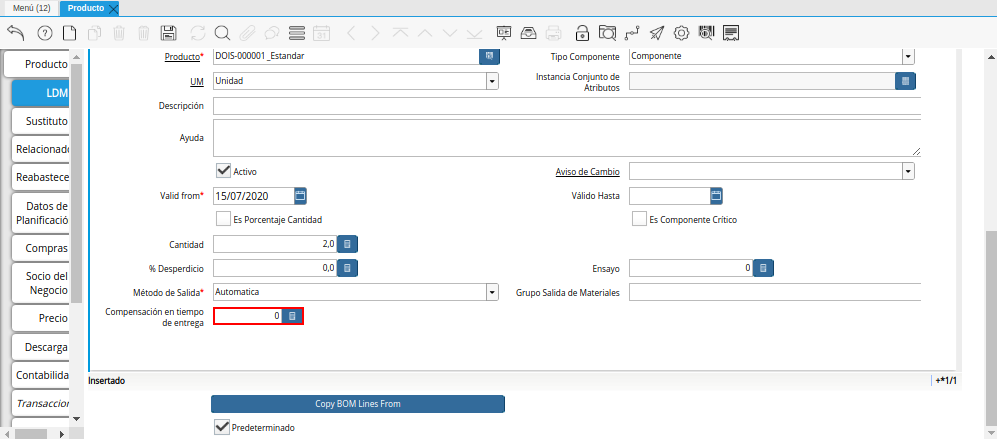 Menú (12)
Producto
31
Producto
LDM
Sustituto
Relacionado
Reabastece
Datos de
Planificació
Compras
Socio del
Negocio
Precio
Descarga
Contabilida
Transaccion
Producto* DOIS-000001_Estandar Tipo Componente Componente
UM Unidad Instancia Conjunto de
Atributos
Descripción
Ayuda
Activo Aviso de Cambio
Valid from* 15/07/2020 Válido Hasta
Es Porcentaje Cantidad Es Componente Crítico
Cantidad 2,0
% Desperdicio 0,0 Ensayo 0
Método de Salida* Automatica Grupo Salida de Materiales
Compensación en tiempo
de entrega 0
Insertado +*1/1
Copy BOM Lines From
Predeterminado